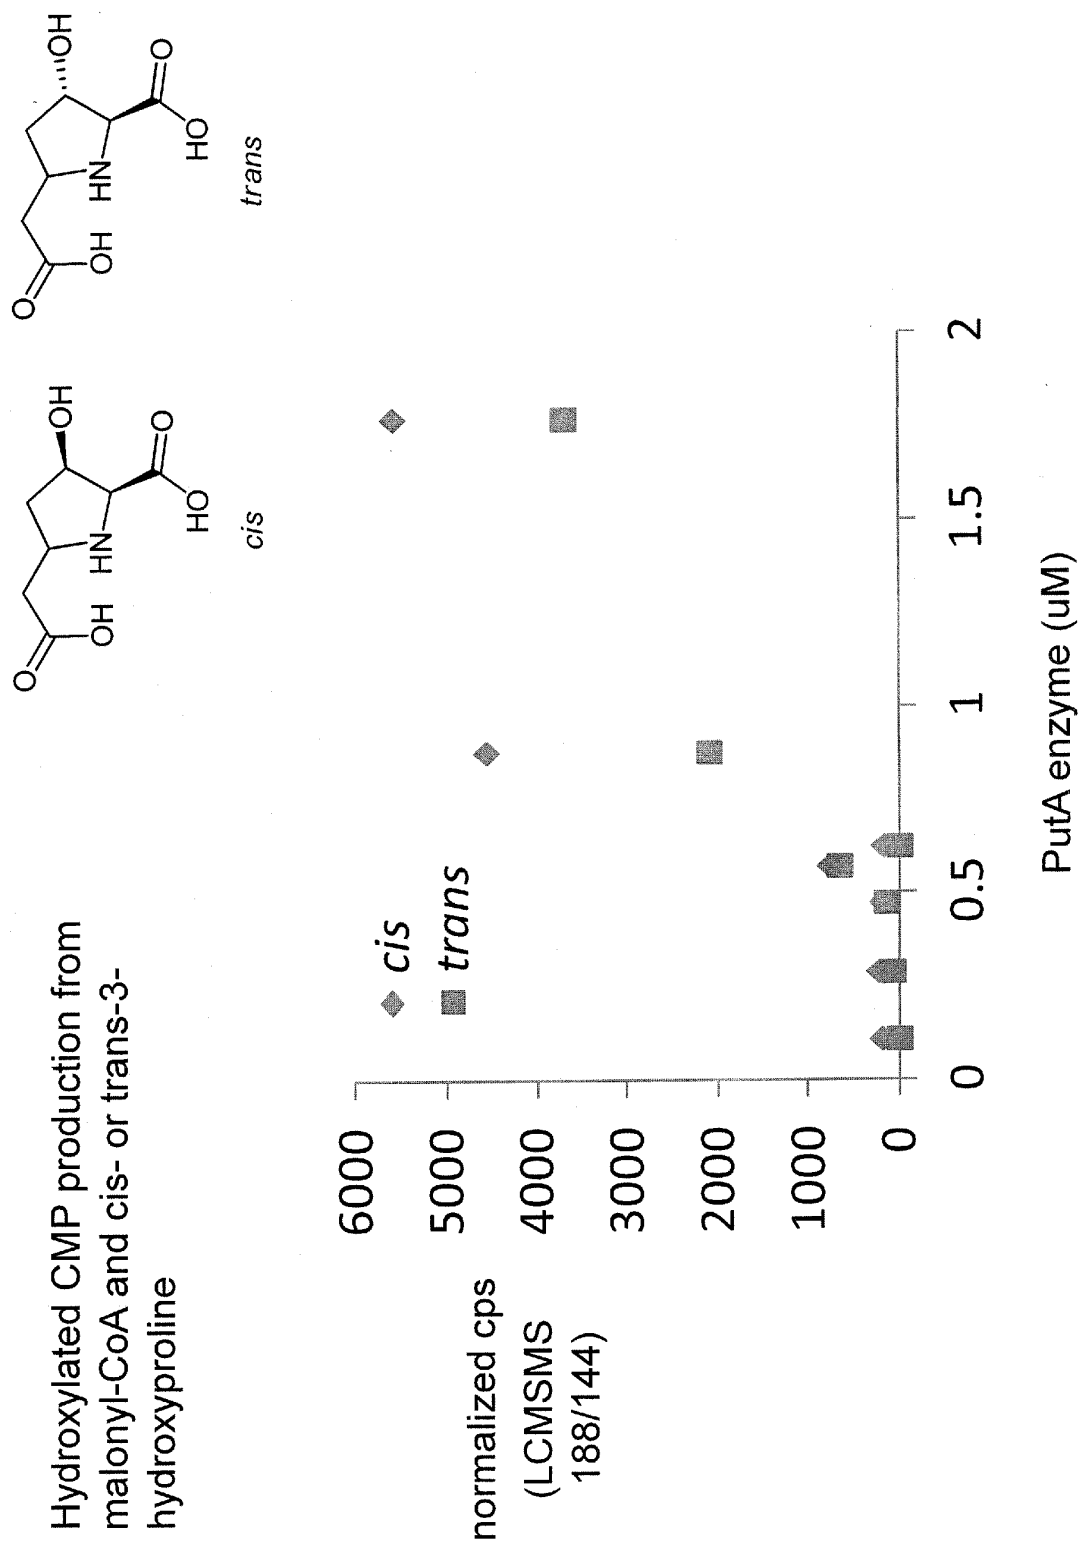 Hydroxylated CMP production from
malonyl-CoA and cis- or trans-3-
hydroxyproline
O
OH
HN
OH
O
HO
cis
O
OH
HN
OH
O
HO
trans
normalized cps
(LCMSMS
188/144)
6000
5000
4000
3000
2000
1000
0
cis
trans
0
0.5
1
1.5
2
PutA enzyme (uM)